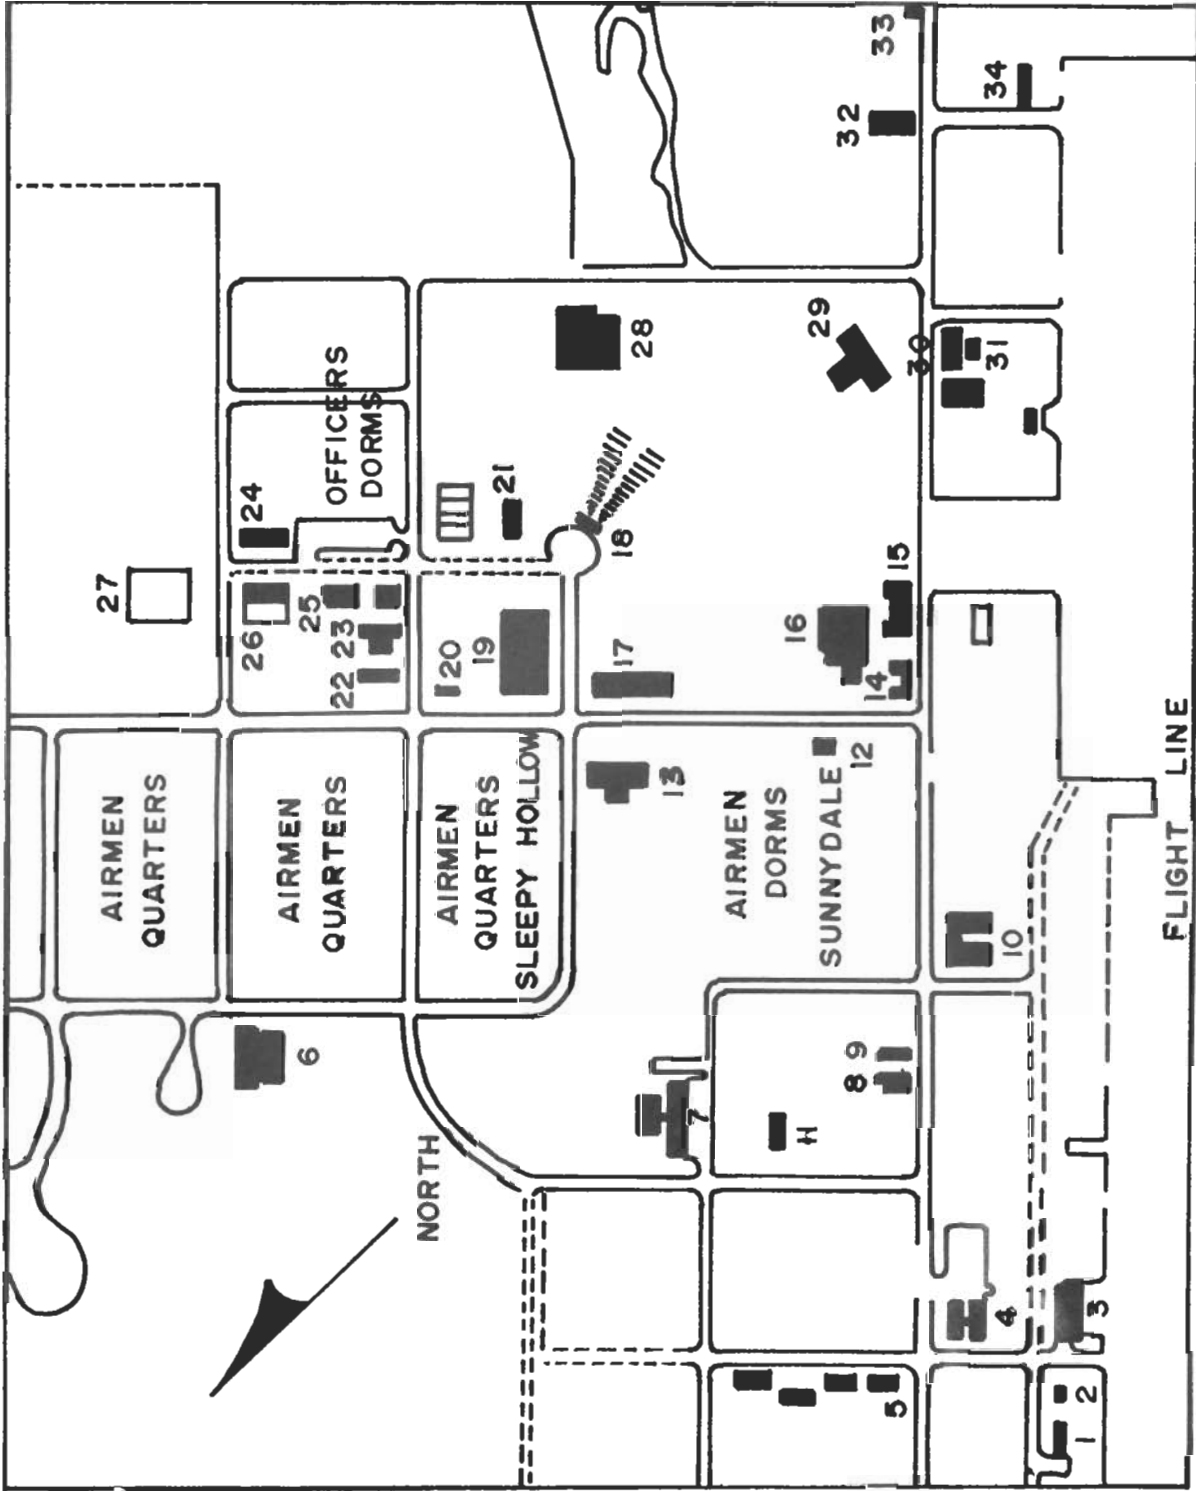 AIRMEN
QUARTERS
27
AIRMEN
QUARTERS
26
24
6
25
OFFICERS
DORMS
22
23
NORTH
AIRMEN
QUARTERS
SLEEPY HOLLOW
20
19
21
17
18
28
13
7
AIRMEN
DORMS
SUNNYDALE
16
11
29
32
8
9
12
14
33
5
15
30
34
4
10
31
1
2
3
FLIGHT LINE